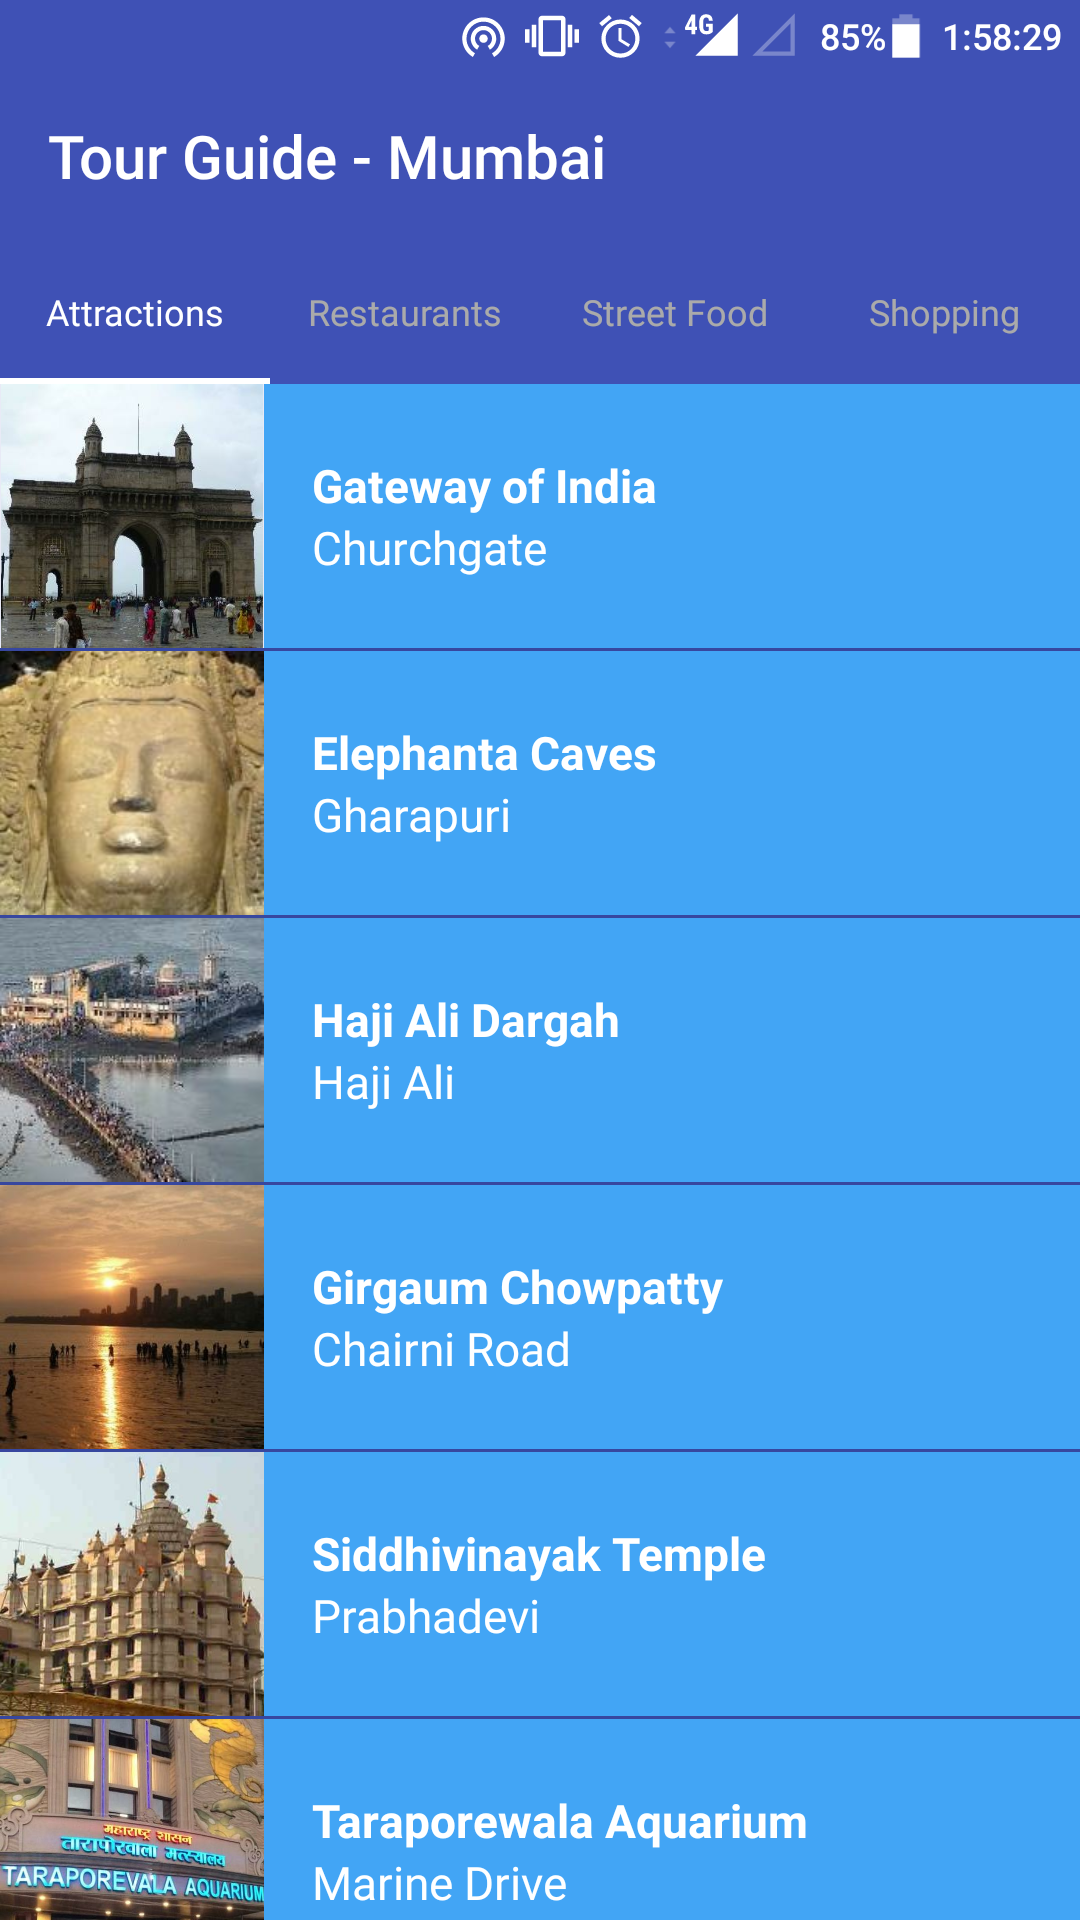 4G 85% 1:58:29
Tour Guide - Mumbai
Attractions Restaurants Street Food Shopping
Gateway of India
Churchgate
Elephanta Caves
Gharapuri
Haji Ali Dargah
Haji Ali
Girgaum Chowpatty
Chairni Road
Siddhivinayak Temple
Prabhadevi
महाराष्ट्र शासन
तारापोरवाला मत्स्यालय
TARAPOREVALA AQUARIUM
Taraporewala Aquarium
Marine Drive